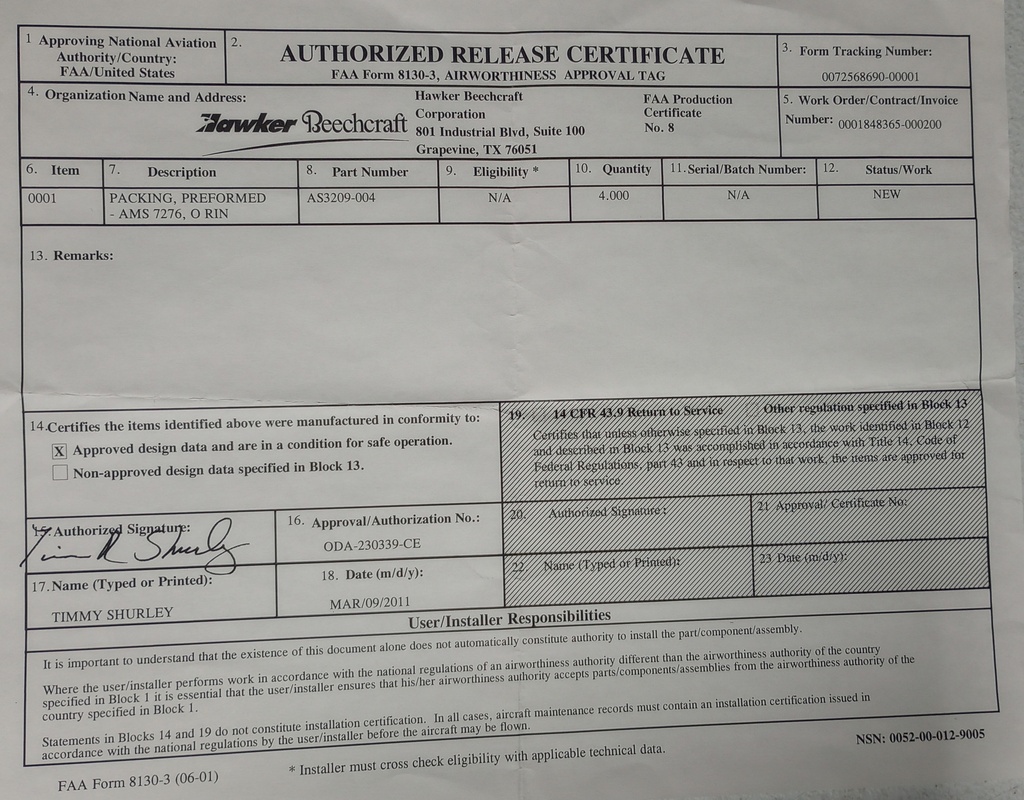 1 Approving National Aviation
Authority/Country:
FAA/United States
2.
AUTHORIZED RELEASE CERTIFICATE
FAA Form 8130-3, AIRWORTHINESS APPROVAL TAG
3. Form Tracking Number:
0072568690-00001
4. Organization Name and Address:
Hawker Beechcraft
Hawker Beechcraft
Corporation
801 Industrial Blvd, Suite 100
Grapevine, TX 76051
FAA Production
Certificate
No. 8
5. Work Order/Contract/Invoice
Number: 0001848365-000200
6. Item 7. Description 8. Part Number 9. Eligibility * 10. Quantity 11. Serial/Batch Number: 12. Status/Work
0001 PACKING, PREFORMED AS3209-004 N/A 4.000 N/A NEW
- AMS 7276, O RIN
13. Remarks:
14. Certifies the items identified above were manufactured in conformity to:
X Approved design data and are in a condition for safe operation.
Non-approved design data specified in Block 13.
19. 14 CFR 43.9 Return to Service Other regulation specified in Block 13
Certifies that unless otherwise specified in Block 13, the work identified in Block 12
and described in Block 13 was accomplished in accordance with Title 14, Code of
Federal Regulations, part 43 and in respect to that work, the items are approved for
return to service
15. Authorized Signature:
Timmy R Shurley
16. Approval/Authorization No.:
ODA-230339-CE
20. Authorized Signature:
21 Approval/ Certificate No:
17. Name (Typed or Printed):
TIMMY SHURLEY
18. Date (m/d/y):
MAR/09/2011
22. Name (Typed or Printed):
23 Date (m/d/y):
User/Installer Responsibilities
It is important to understand that the existence of this document alone does not automatically constitute authority to install the part/component/assembly.
Where the user/installer performs work in accordance with the national regulations of an airworthiness authority different than the airworthiness authority of the country
specified in Block 1 it is essential that the user/installer ensures that his/her airworthiness authority accepts parts/components/assemblies from the airworthiness authority of the
country specified in Block 1.
Statements in Blocks 14 and 19 do not constitute installation certification. In all cases, aircraft maintenance records must contain an installation certification issued in
accordance with the national regulations by the user/installer before the aircraft may be flown.
FAA Form 8130-3 (06-01)
* Installer must cross check eligibility with applicable technical data.
NSN: 0052-00-012-9005